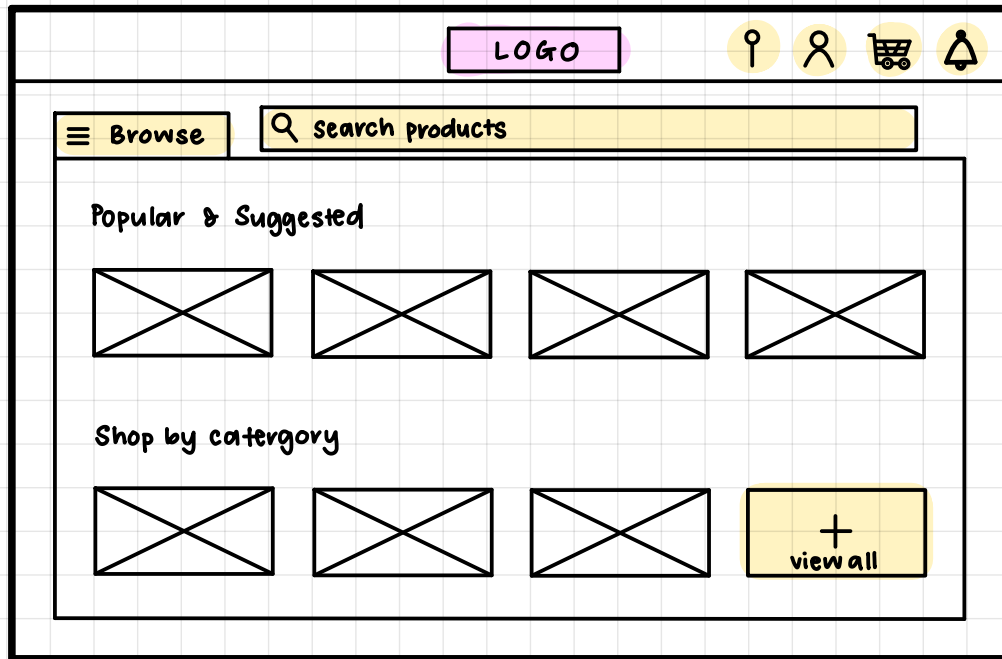 LOGO
Browse
search products
Popular & Suggested
Shop by catergory
+
view all